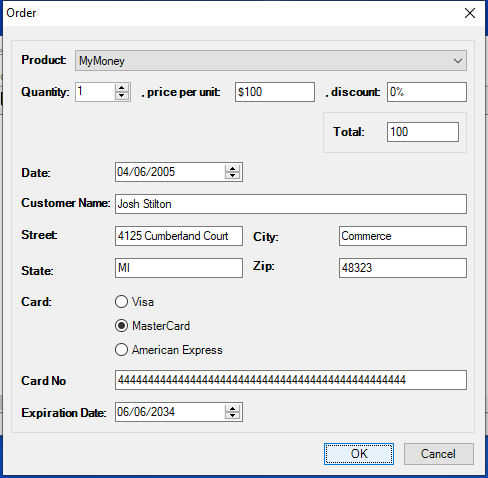 Order
Product: MyMoney
Quantity: 1 , price per unit: $100 , discount: 0%
Total: 100
Date: 04/06/2005
Customer Name: Josh Stilton
Street: 4125 Cumberland Court City: Commerce
State: MI Zip: 48323
Card: Visa
MasterCard
American Express
Card No 444444444444444444444444444444444444444444444444
Expiration Date: 06/06/2034
OK Cancel